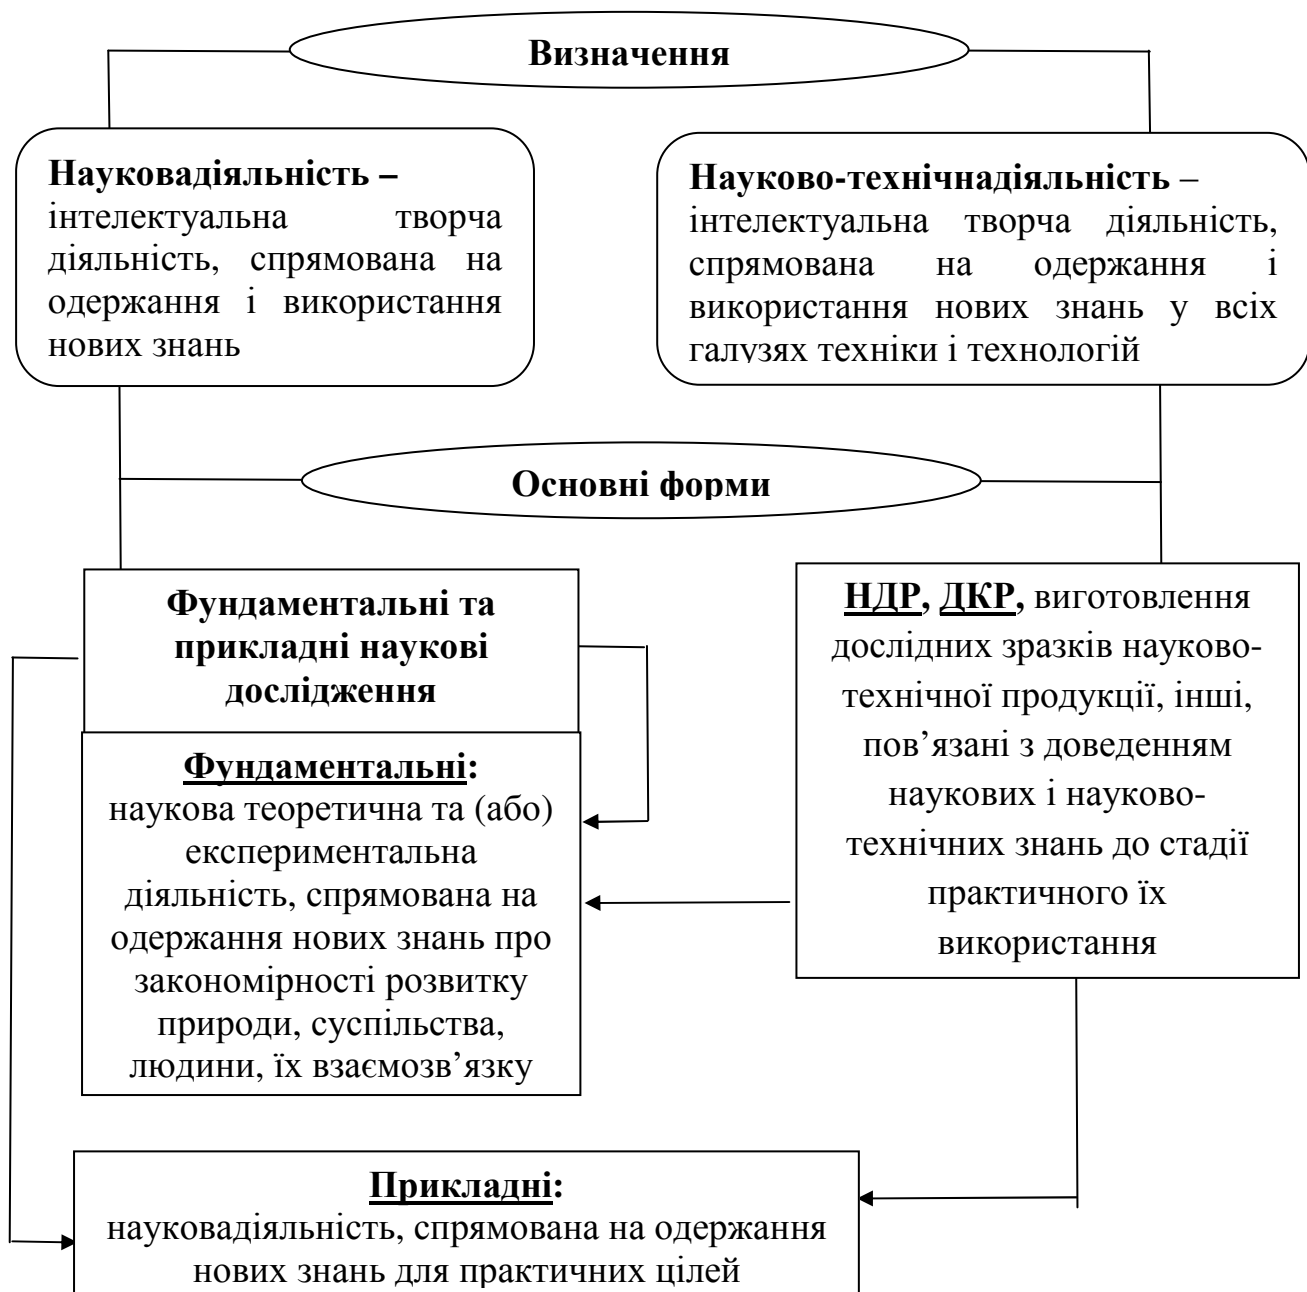 Визначення
Науковадіяльність –
інтелектуальна творча
діяльність, спрямована на
одержання і використання
нових знань
Науково-технічнадіяльність –
інтелектуальна творча діяльність,
спрямована на одержання і
використання нових знань у всіх
галузях техніки і технологій
Основні форми
Фундаментальні та
прикладні наукові
дослідження
НДР, ДКР, виготовлення
дослідних зразків науково-
технічної продукції, інші,
пов’язані з доведенням
наукових і науково-
технічних знань до стадії
практичного їх
використання
Фундаментальні:
наукова теоретична та (або)
експериментальна
діяльність, спрямована на
одержання нових знань про
закономірності розвитку
природи, суспільства,
людини, їх взаємозв’язку
Прикладні:
науковадіяльність, спрямована на одержання
нових знань для практичних цілей